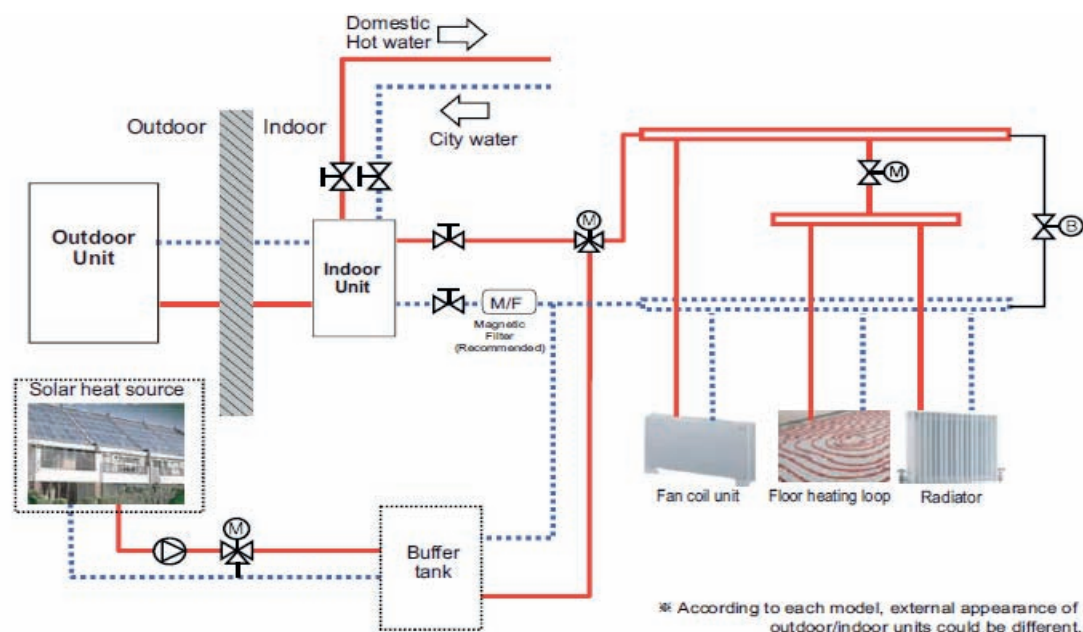 Domestic
Hot water
Outdoor
Indoor
City water
M
Outdoor
Unit
Indoor
Unit
M
B
M/F
Magnetic
Filter
(Recommended)
Solar heat source
Fan coil unit
Floor heating loop
Radiator
M
Buffer
tank
※ According to each model, external appearance of
outdoor/indoor units could be different.